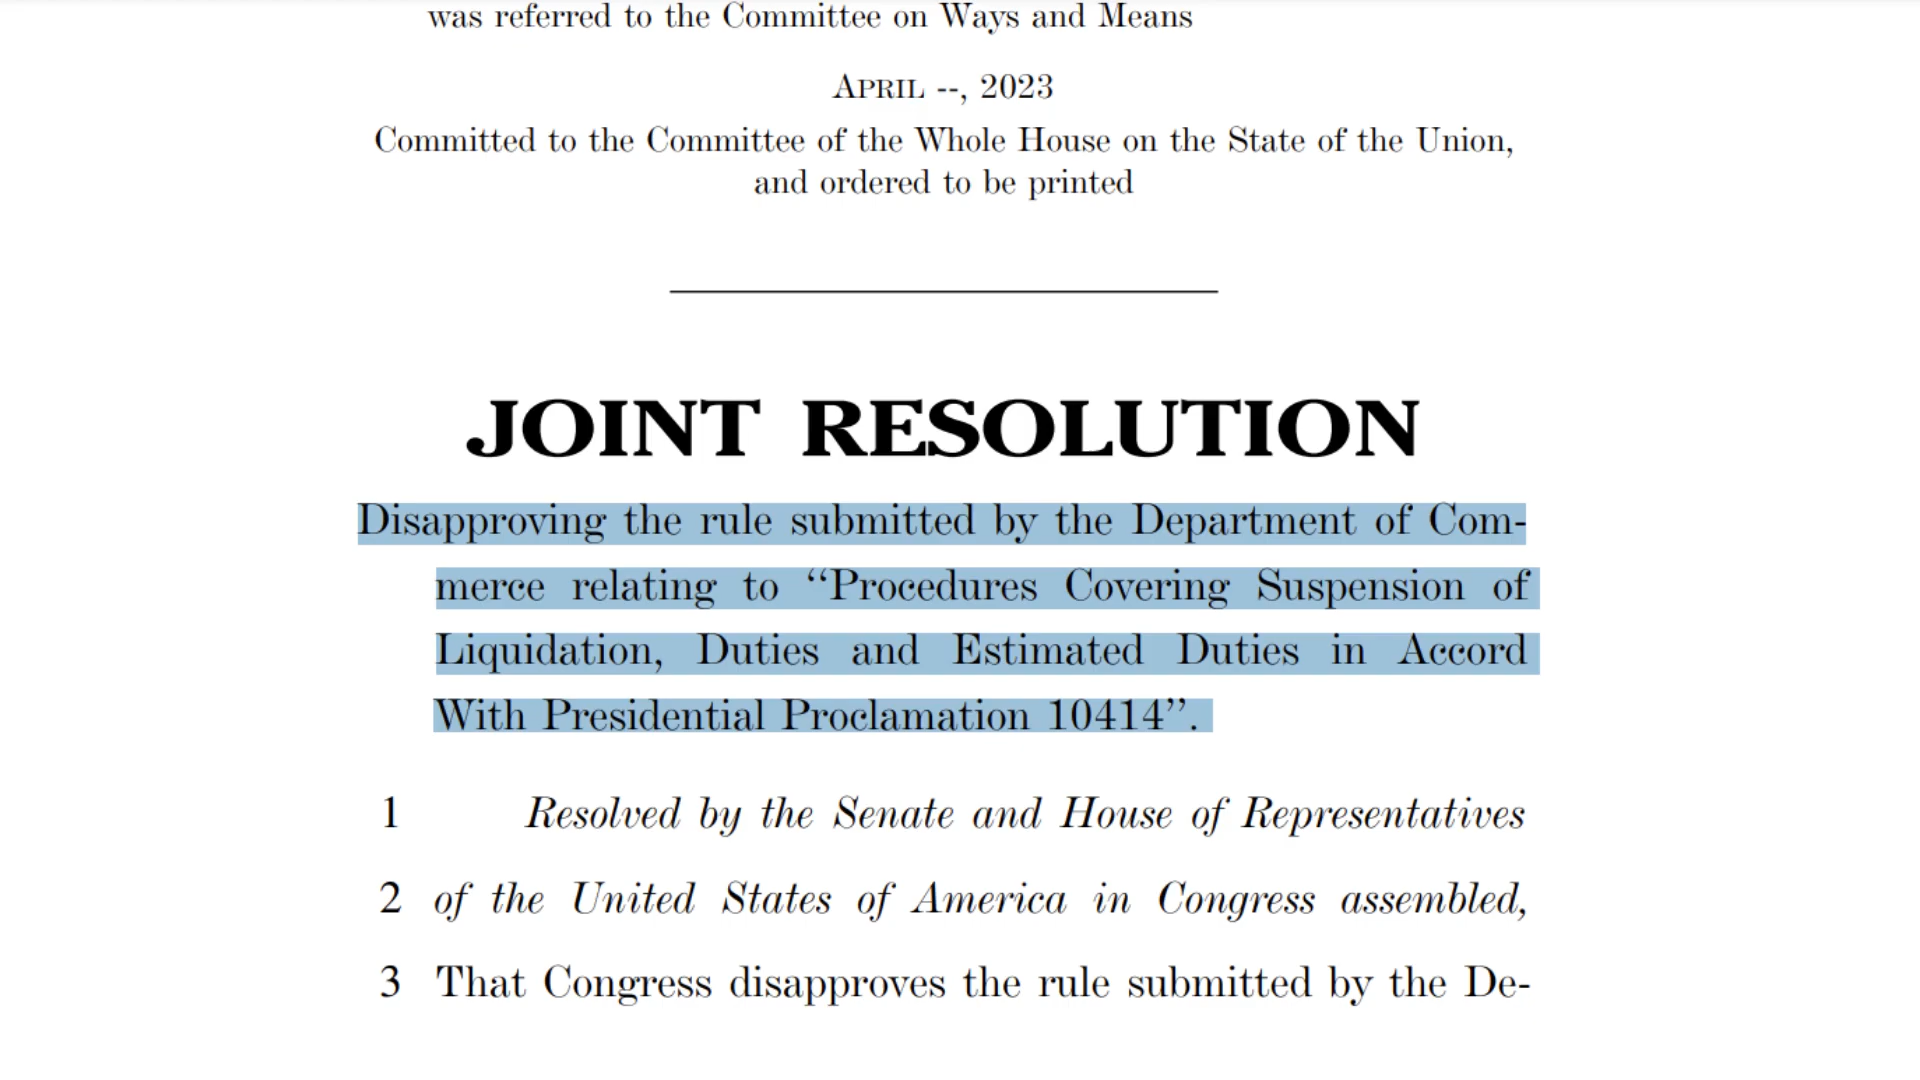 was referred to the Committee on Ways and Means
APRIL --, 2023
Committed to the Committee of the Whole House on the State of the Union,
and ordered to be printed
JOINT RESOLUTION
Disapproving the rule submitted by the Department of Com-
merce relating to ‘‘Procedures Covering Suspension of
Liquidation, Duties and Estimated Duties in Accord
With Presidential Proclamation 10414’’.
1 Resolved by the Senate and House of Representatives
2 of the United States of America in Congress assembled,
3 That Congress disapproves the rule submitted by the De-